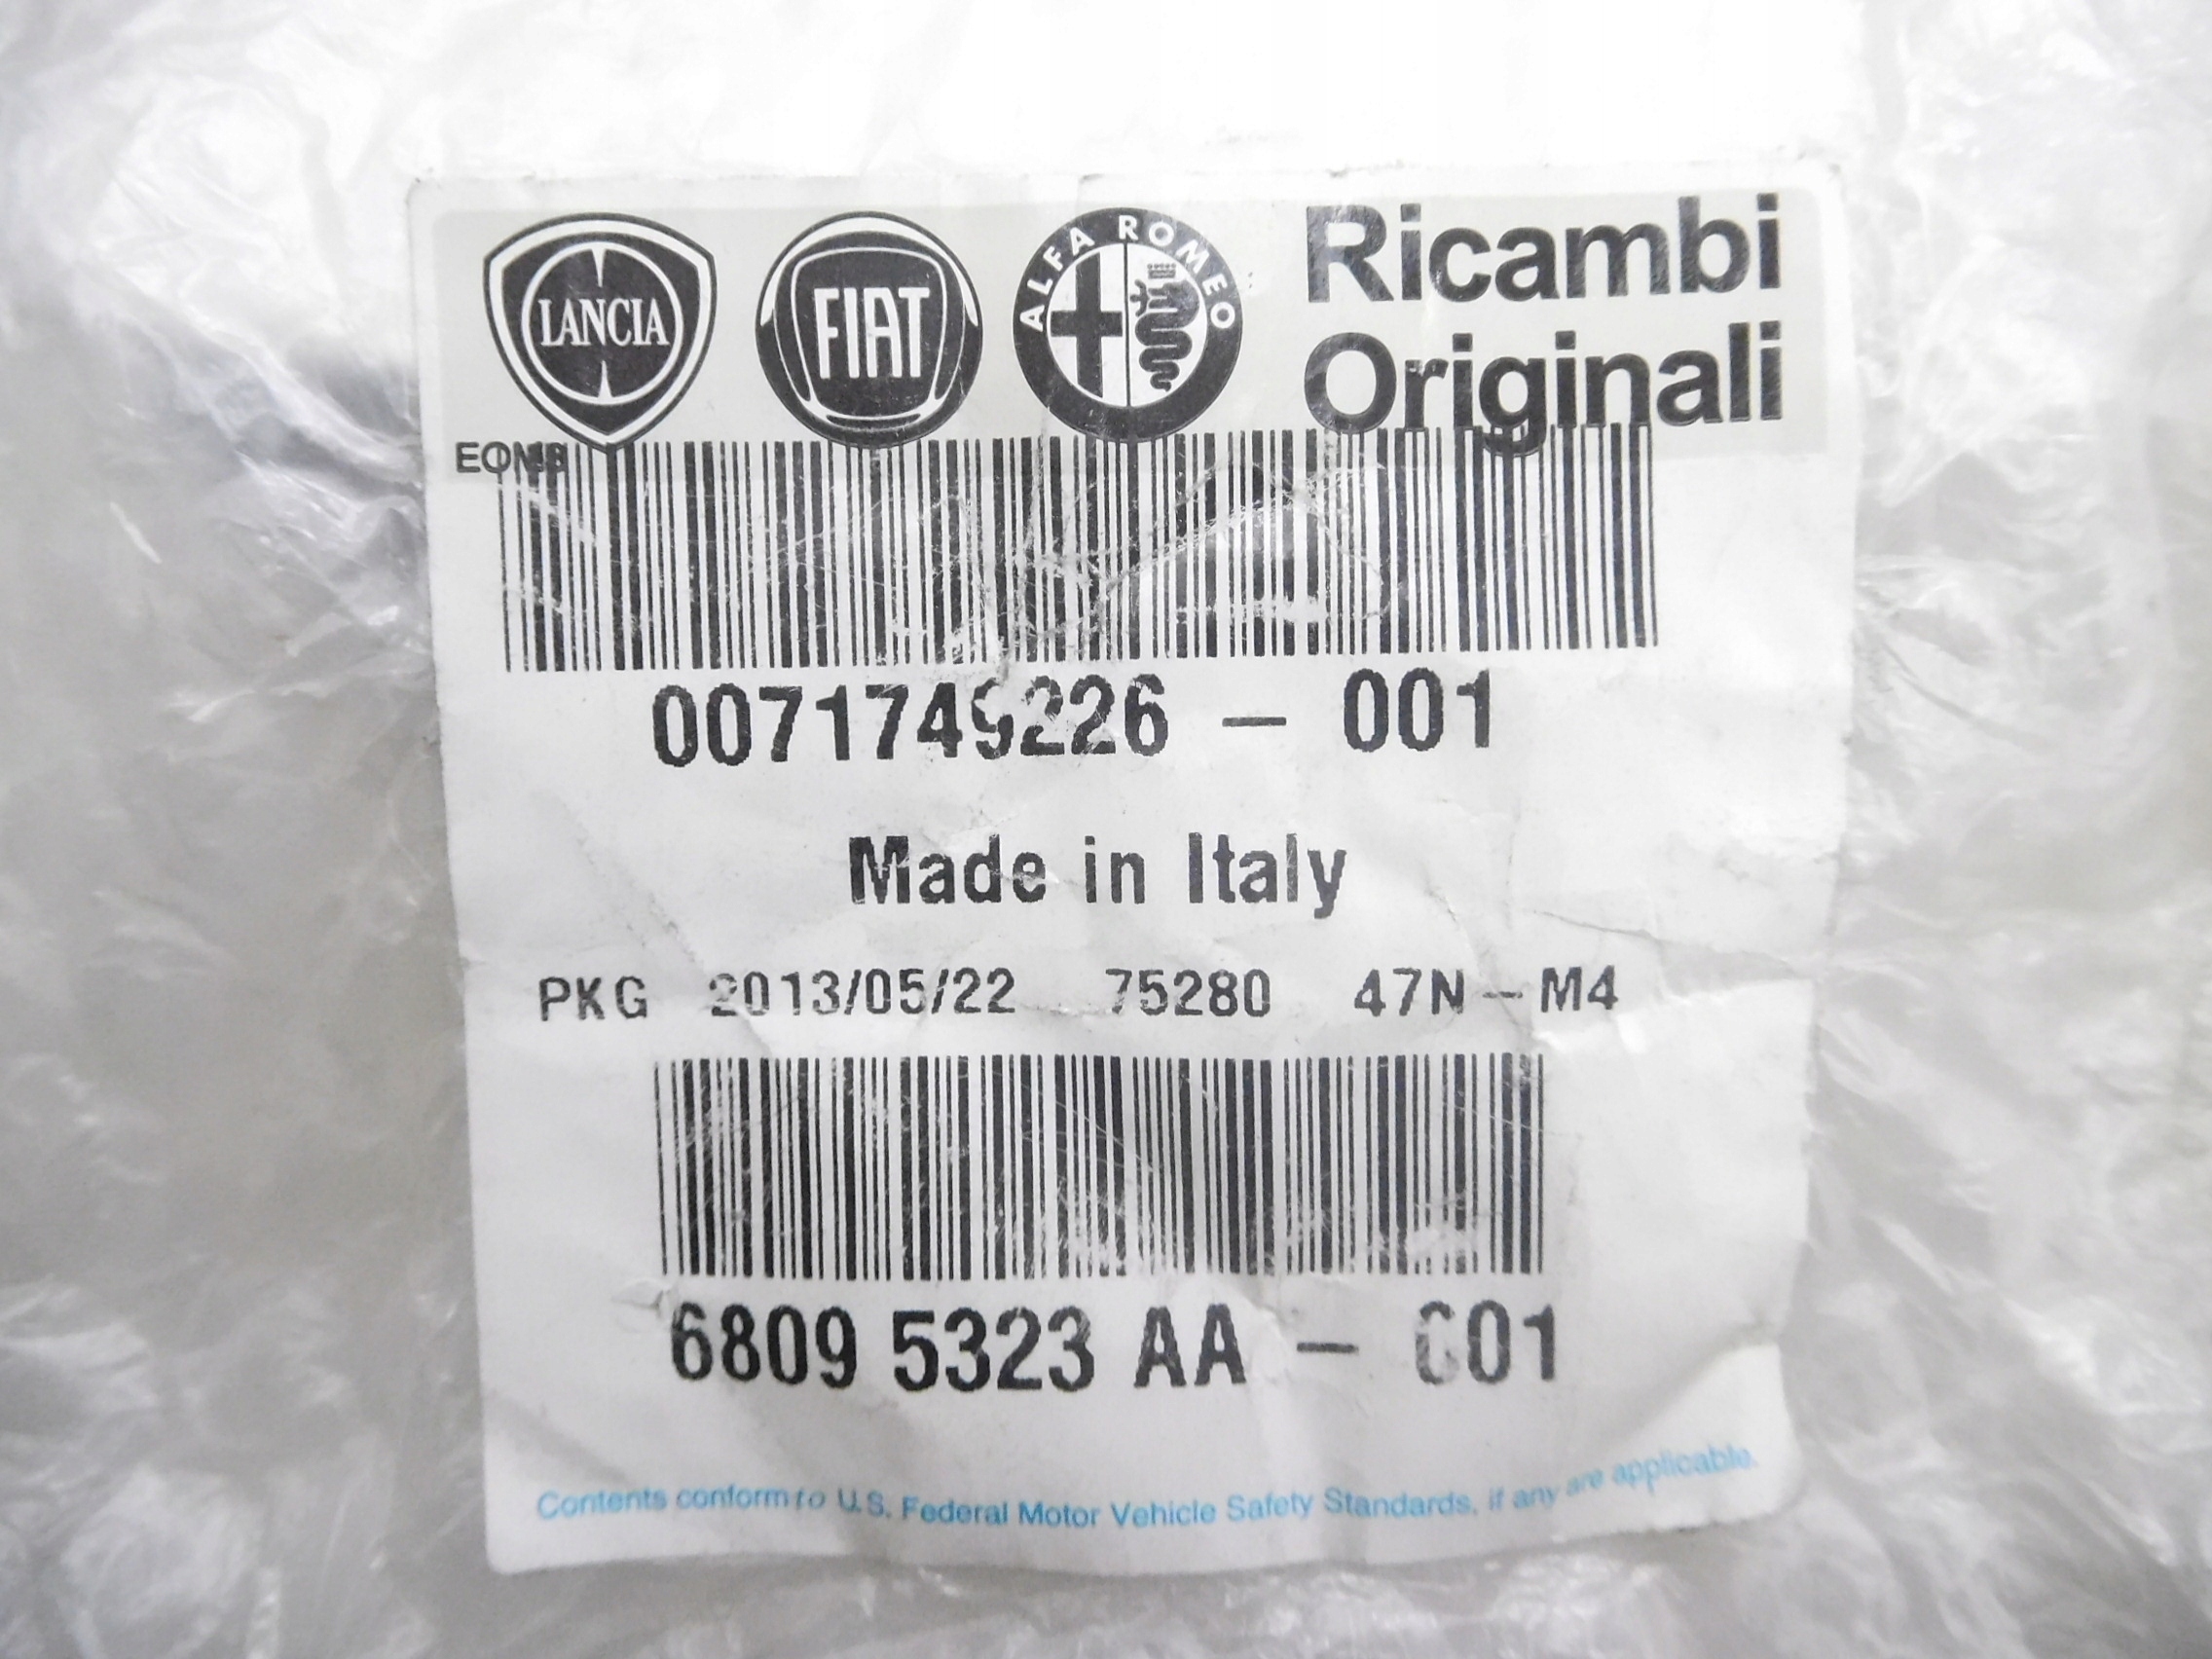 LANCIA FIAT ALFA ROMEO Ricambi
Originali
0071749226 – 001
Made in Italy
PKG 2013/05/22 75280 47N – M4
6809 5323 AA – 001
Contents conform to U.S. Federal Motor Vehicle Safety Standards, if any are applicable.